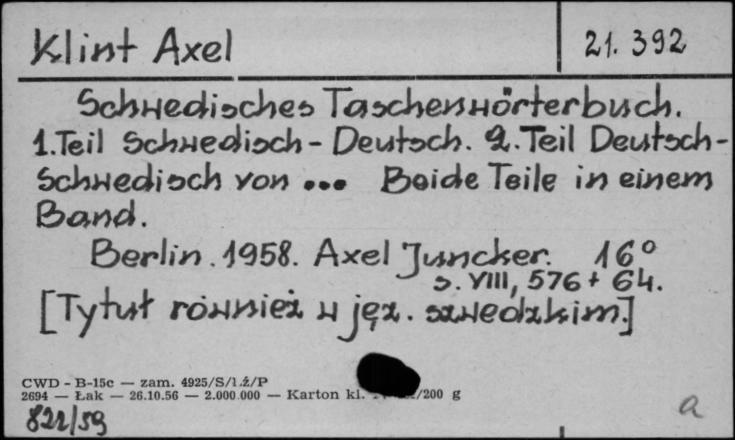 Klint Axel
21. 392
Schwedisches Taschenwörterbuch.
1. Teil Schwedisch - Deutsch. 2. Teil Deutsch-
Schwedisch von ... Beide Teile in einem
Band.
Berlin. 1958. Axel Juncker. 16°
s. VIII, 576 + 64.
[Tytuł również w jęz. szwedzkim.]
CWD - B-15c — zam. 4925/S/1.ż/P
2694 — Łak — 26.10.56 — 2.000.000 — Karton kl. /200 g
822/59
a